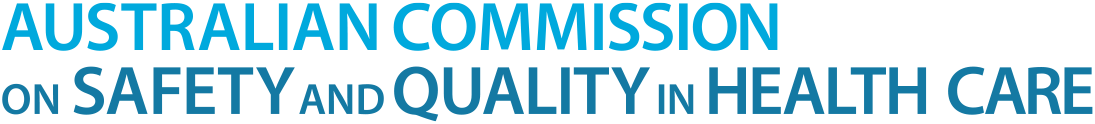 AUSTRALIAN COMMISSION
ON SAFETY AND QUALITY IN HEALTH CARE